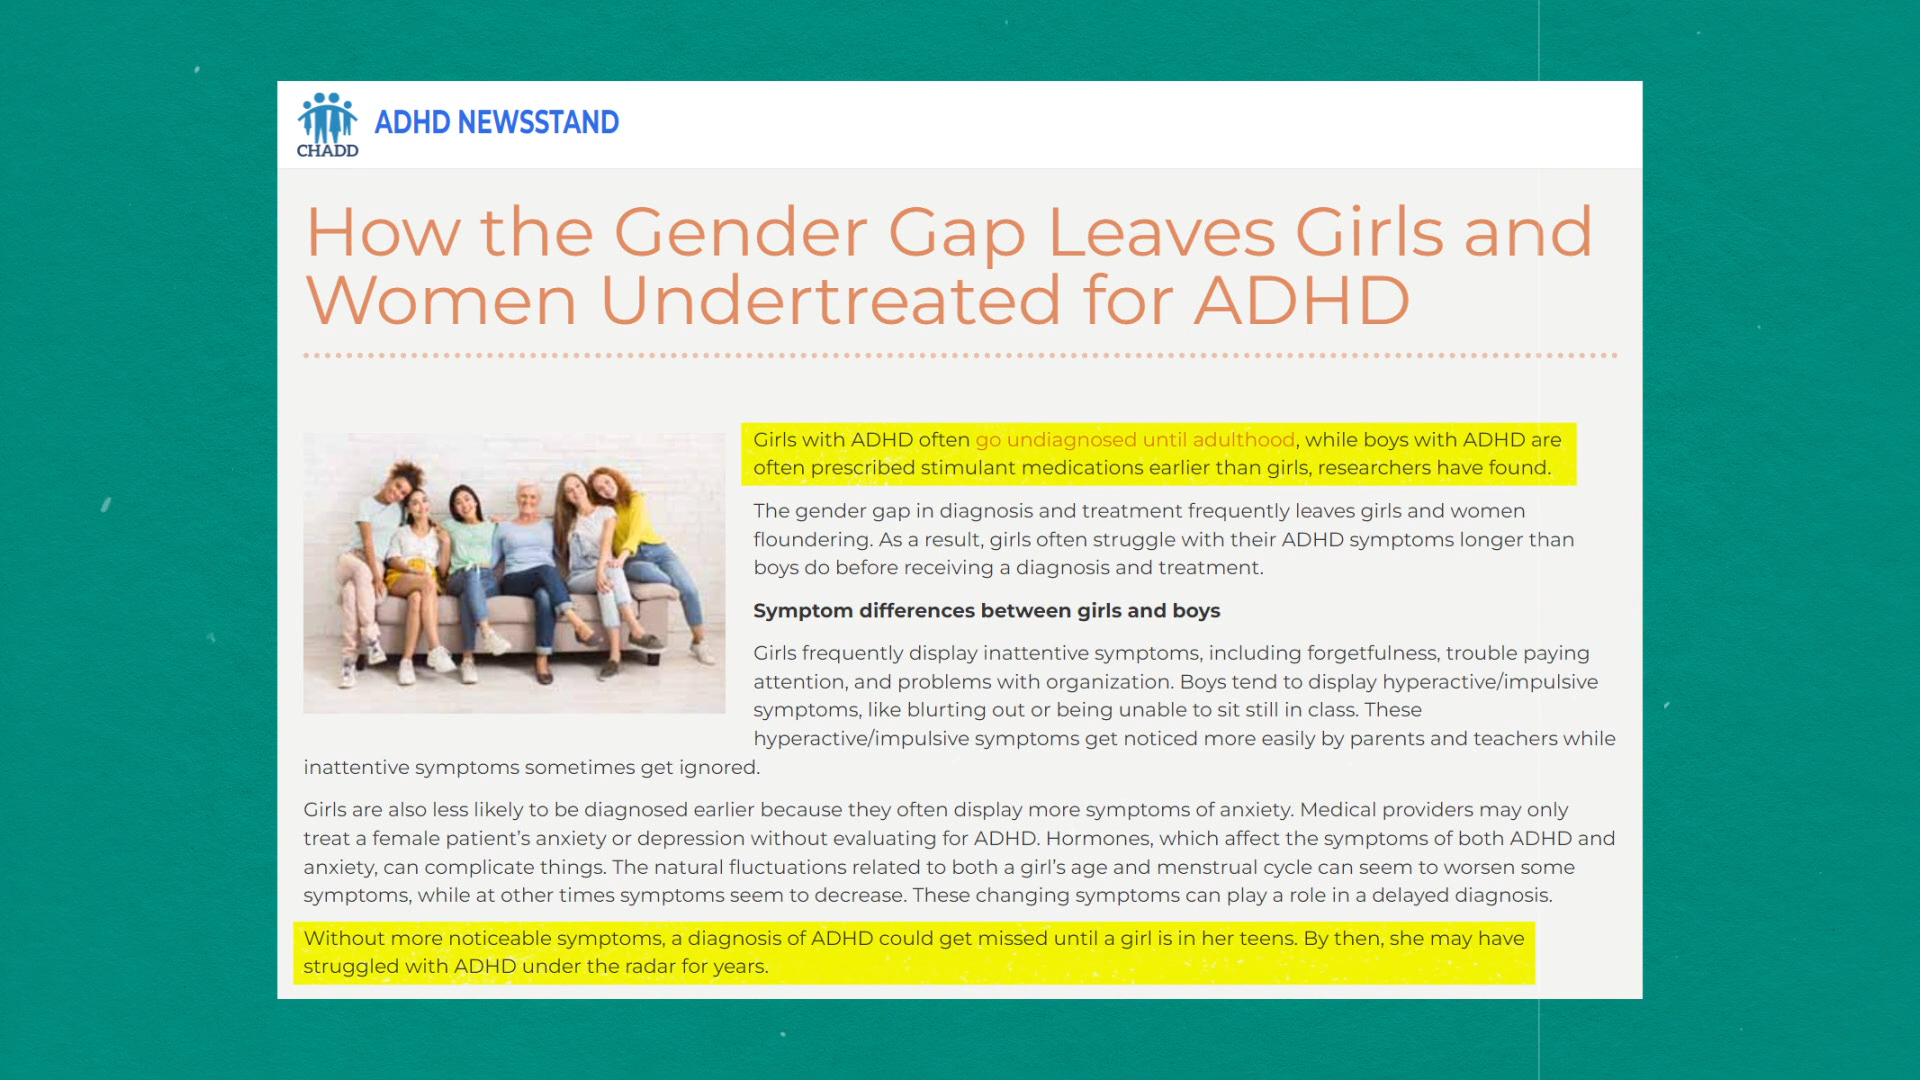 CHADD
ADHD NEWSSTAND
How the Gender Gap Leaves Girls and
Women Undertreated for ADHD
Girls with ADHD often go undiagnosed until adulthood, while boys with ADHD are
often prescribed stimulant medications earlier than girls, researchers have found.
The gender gap in diagnosis and treatment frequently leaves girls and women
floundering. As a result, girls often struggle with their ADHD symptoms longer than
boys do before receiving a diagnosis and treatment.
Symptom differences between girls and boys
Girls frequently display inattentive symptoms, including forgetfulness, trouble paying
attention, and problems with organization. Boys tend to display hyperactive/impulsive
symptoms, like blurting out or being unable to sit still in class. These
hyperactive/impulsive symptoms get noticed more easily by parents and teachers while
inattentive symptoms sometimes get ignored.
Girls are also less likely to be diagnosed earlier because they often display more symptoms of anxiety. Medical providers may only
treat a female patient’s anxiety or depression without evaluating for ADHD. Hormones, which affect the symptoms of both ADHD and
anxiety, can complicate things. The natural fluctuations related to both a girl’s age and menstrual cycle can seem to worsen some
symptoms, while at other times symptoms seem to decrease. These changing symptoms can play a role in a delayed diagnosis.
Without more noticeable symptoms, a diagnosis of ADHD could get missed until a girl is in her teens. By then, she may have
struggled with ADHD under the radar for years.